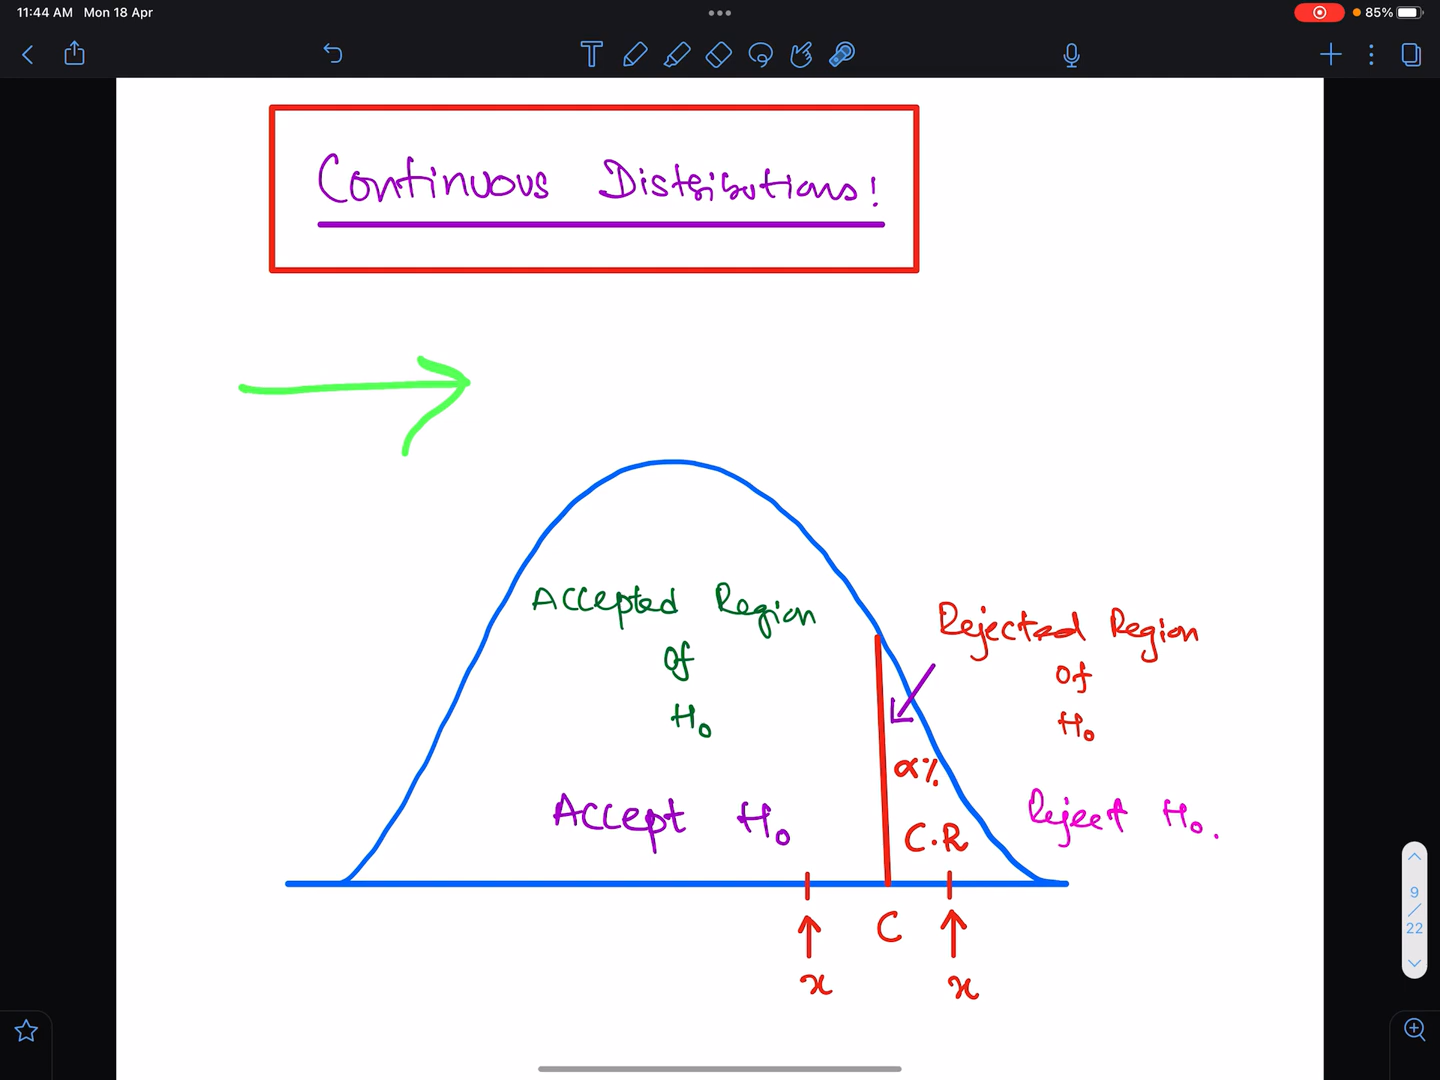 11:44 AM Mon 18 Apr
85%
Continuous Distributions!
Accepted Region
Of
H₀
Rejected Region
Of
H₀
α%
Accept H₀
C.R
Reject H₀.
C
x
x
9
/
22